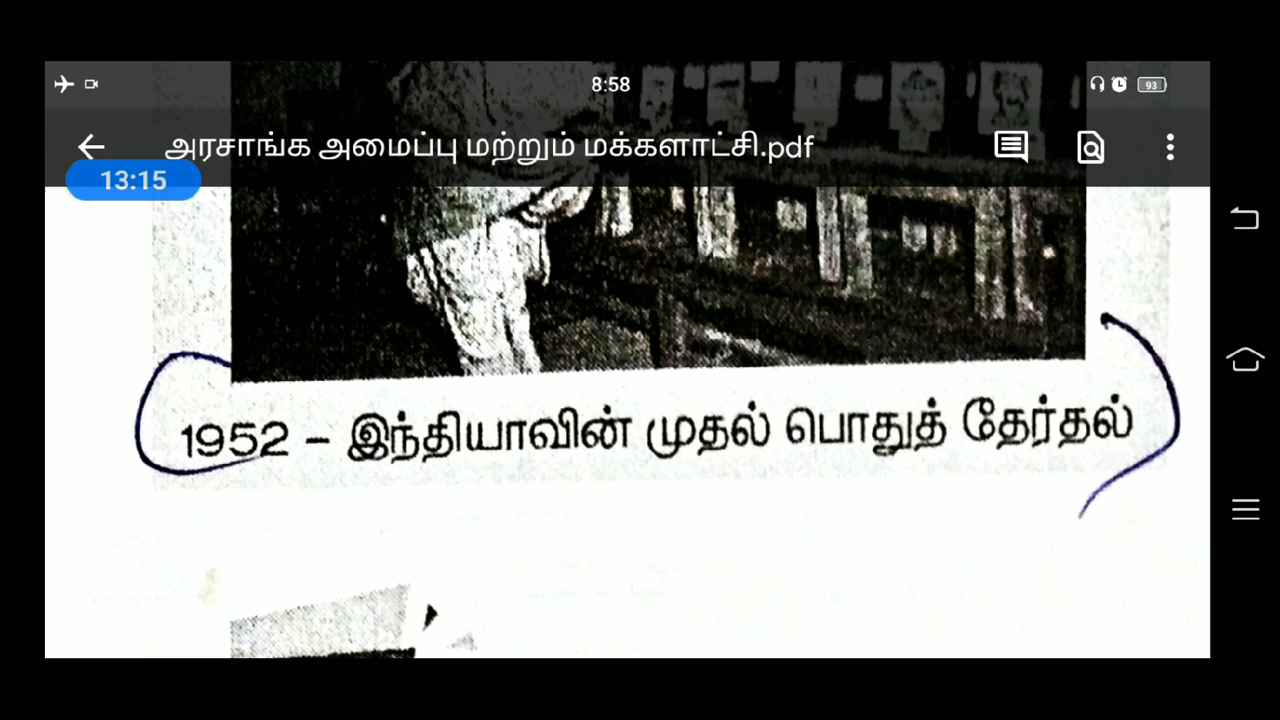 8:58
93
அரசாங்க அமைப்பு மற்றும் மக்களாட்சி.pdf
13:15
1952 – இந்தியாவின் முதல் பொதுத் தேர்தல்